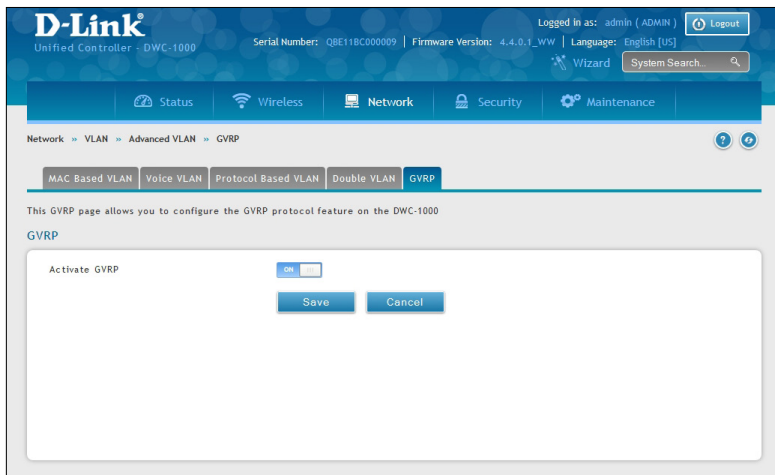 D-Link
Unified Controller - DWC-1000
Logged in as: admin ( ADMIN ) Logout
Serial Number: QBE11BC000009 | Firmware Version: 4.4.0.1_WW | Language: English [US]
Wizard System Search...
Status Wireless Network Security Maintenance
Network » VLAN » Advanced VLAN » GVRP
MAC Based VLAN Voice VLAN Protocol Based VLAN Double VLAN GVRP
This GVRP page allows you to configure the GVRP protocol feature on the DWC-1000
GVRP
Activate GVRP ON
Save Cancel